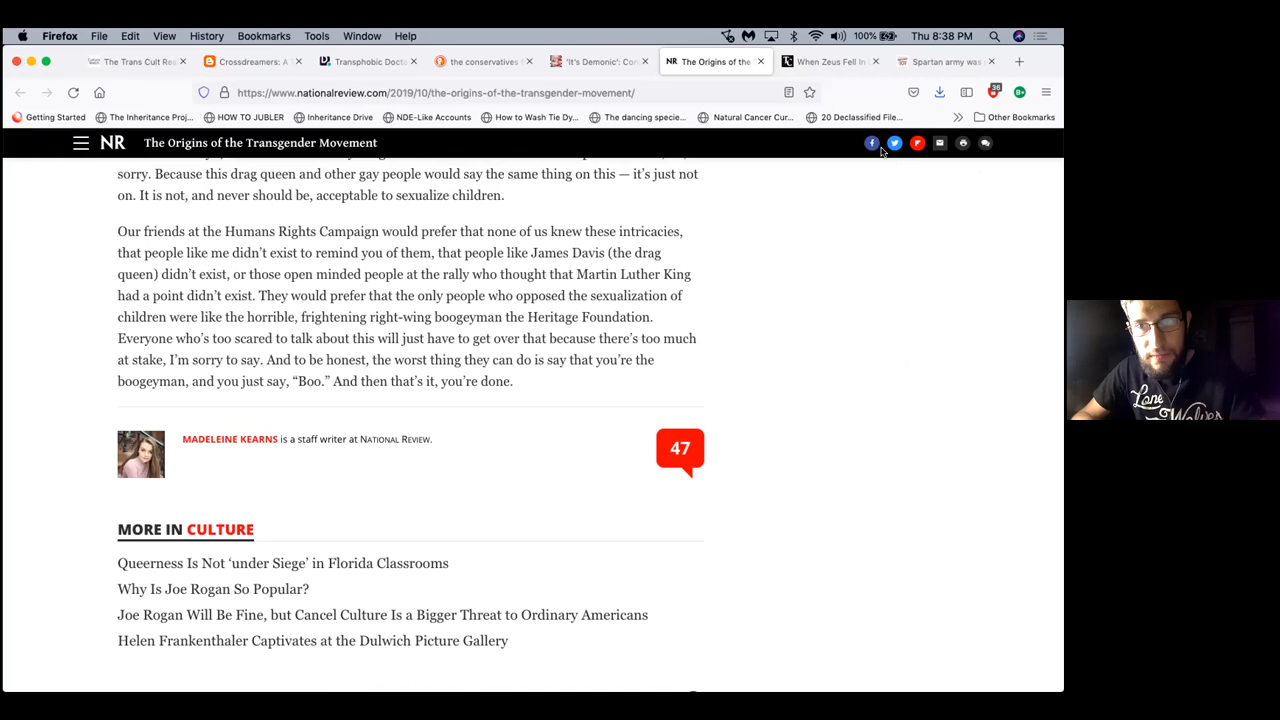 Firefox File Edit View History Bookmarks Tools Window Help 100% Thu 8:38 PM
The Trans Cult Rea Crossdreamers: A Transphobic Docto the conservatives 'It's Demonic': Con NR The Origins of the TC When Zeus Fell In Spartan army was
https://www.nationalreview.com/2019/10/the-origins-of-the-transgender-movement/ 36
Getting Started The Inheritance Proj... HOW TO JUBLER Inheritance Drive NDE-Like Accounts How to Wash Tie Dy... The dancing specie... Natural Cancer Cur... 20 Declassified File... Other Bookmarks
NR The Origins of the Transgender Movement
sorry. Because this drag queen and other gay people would say the same thing on this — it's just not
on. It is not, and never should be, acceptable to sexualize children.
Our friends at the Humans Rights Campaign would prefer that none of us knew these intricacies,
that people like me didn't exist to remind you of them, that people like James Davis (the drag
queen) didn't exist, or those open minded people at the rally who thought that Martin Luther King
had a point didn't exist. They would prefer that the only people who opposed the sexualization of
children were like the horrible, frightening right-wing boogeyman the Heritage Foundation.
Everyone who's too scared to talk about this will just have to get over that because there's too much
at stake, I'm sorry to say. And to be honest, the worst thing they can do is say that you're the
boogeyman, and you just say, “Boo.” And then that's it, you're done.
MADELEINE KEARNS is a staff writer at NATIONAL REVIEW.
47
MORE IN CULTURE
Queerness Is Not ‘under Siege’ in Florida Classrooms
Why Is Joe Rogan So Popular?
Joe Rogan Will Be Fine, but Cancel Culture Is a Bigger Threat to Ordinary Americans
Helen Frankenthaler Captivates at the Dulwich Picture Gallery
Lone
Wolves